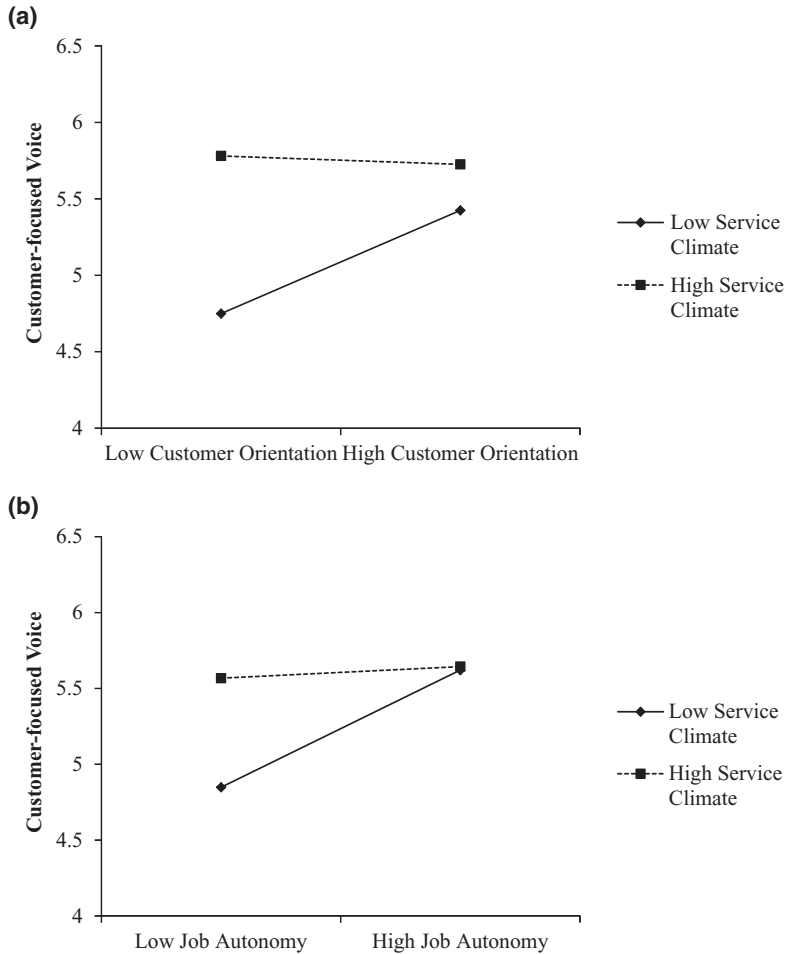 (a)
6.5
6
5.5
5
4.5
4
Customer-focused Voice
Low Customer Orientation High Customer Orientation
Low Service
Climate
High Service
Climate
(b)
6.5
6
5.5
5
4.5
4
Customer-focused Voice
Low Job Autonomy High Job Autonomy
Low Service
Climate
High Service
Climate